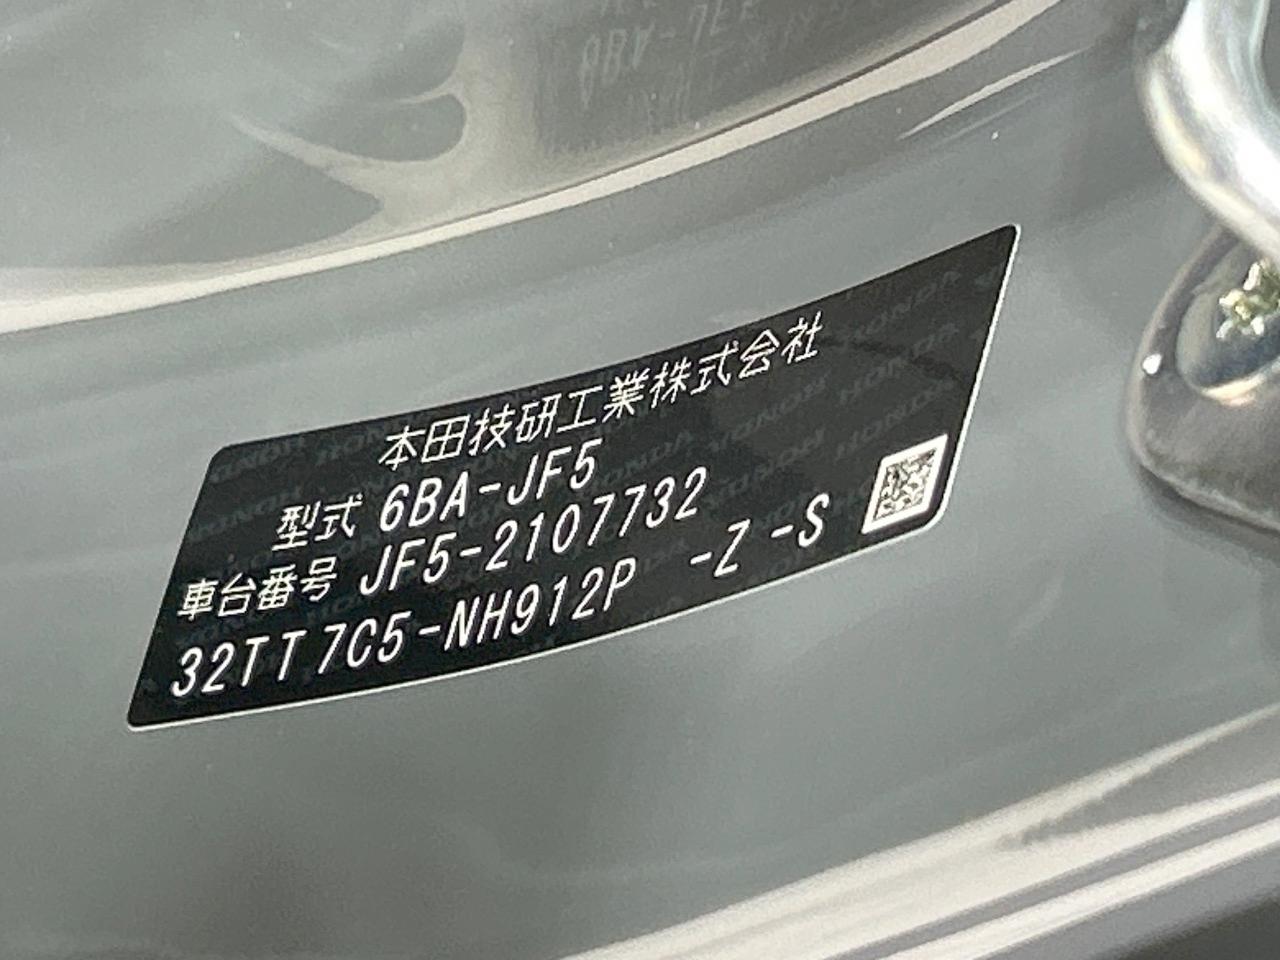 本田技研工業株式会社
型式 6BA-JF5
車台番号 JF5-2107732
32TT7C5-NH912P -Z -S